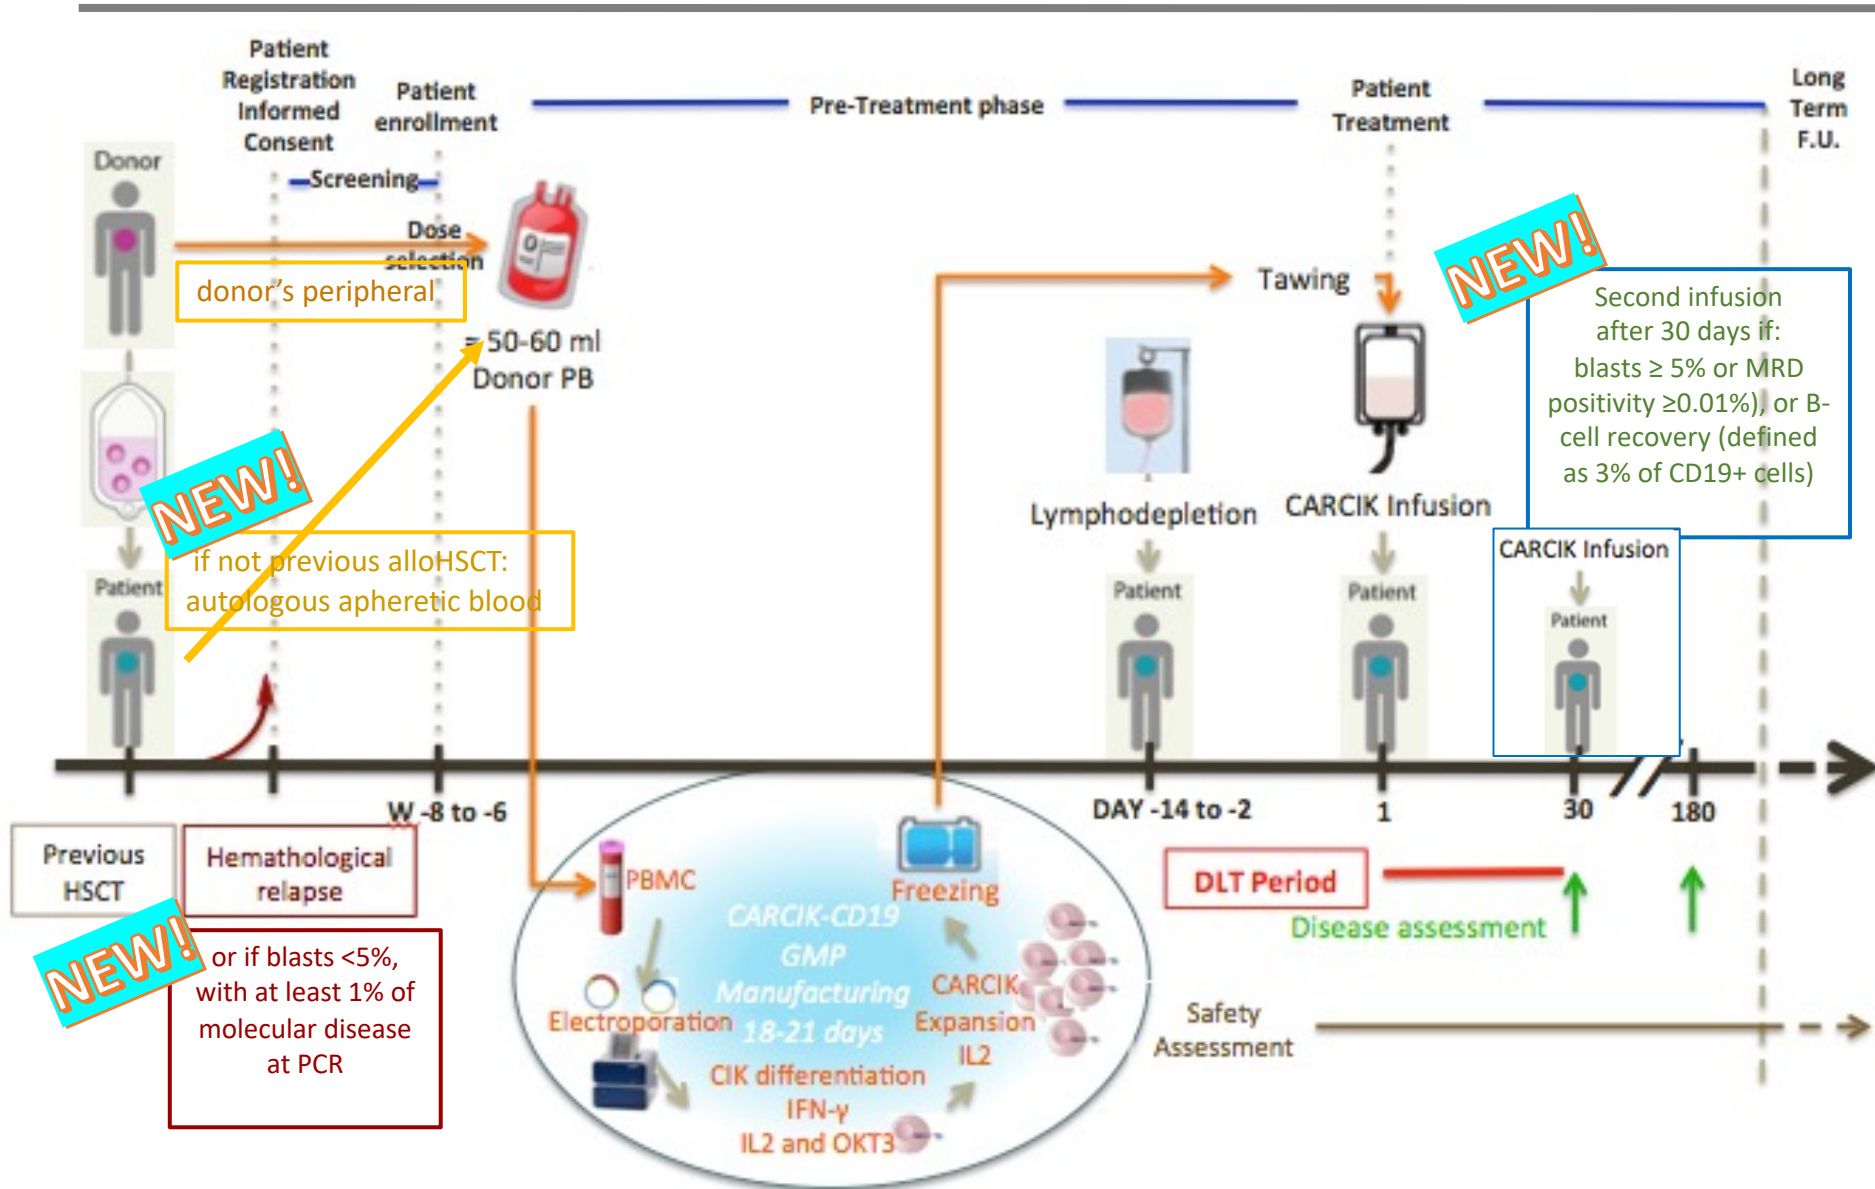 Patient
Registration
Informed
Consent
Patient
enrollment
Pre-Treatment phase
Patient
Treatment
Long
Term
F.U.
Donor
Screening
Dose
selection
donor's peripheral
≈ 50-60 ml
Donor PB
NEW!
if not previous alloHSCT:
autologous apheretic blood
Patient
Tawing
NEW!
Second infusion
after 30 days if:
blasts ≥ 5% or MRD
positivity ≥0.01%), or B-
cell recovery (defined
as 3% of CD19+ cells)
Lymphodepletion
CARCIK Infusion
CARCIK Infusion
Patient
Patient
Patient
W -8 to -6
DAY -14 to -2
1
30
180
Previous
HSCT
Hemathological
relapse
NEW!
or if blasts <5%,
with at least 1% of
molecular disease
at PCR
PBMC
Freezing
CARCIK-CD19
GMP
Manufacturing
18-21 days
Electroporation
CARCIK
Expansion
IL2
CIK differentiation
IFN-γ
IL2 and OKT3
DLT Period
Disease assessment
Safety
Assessment